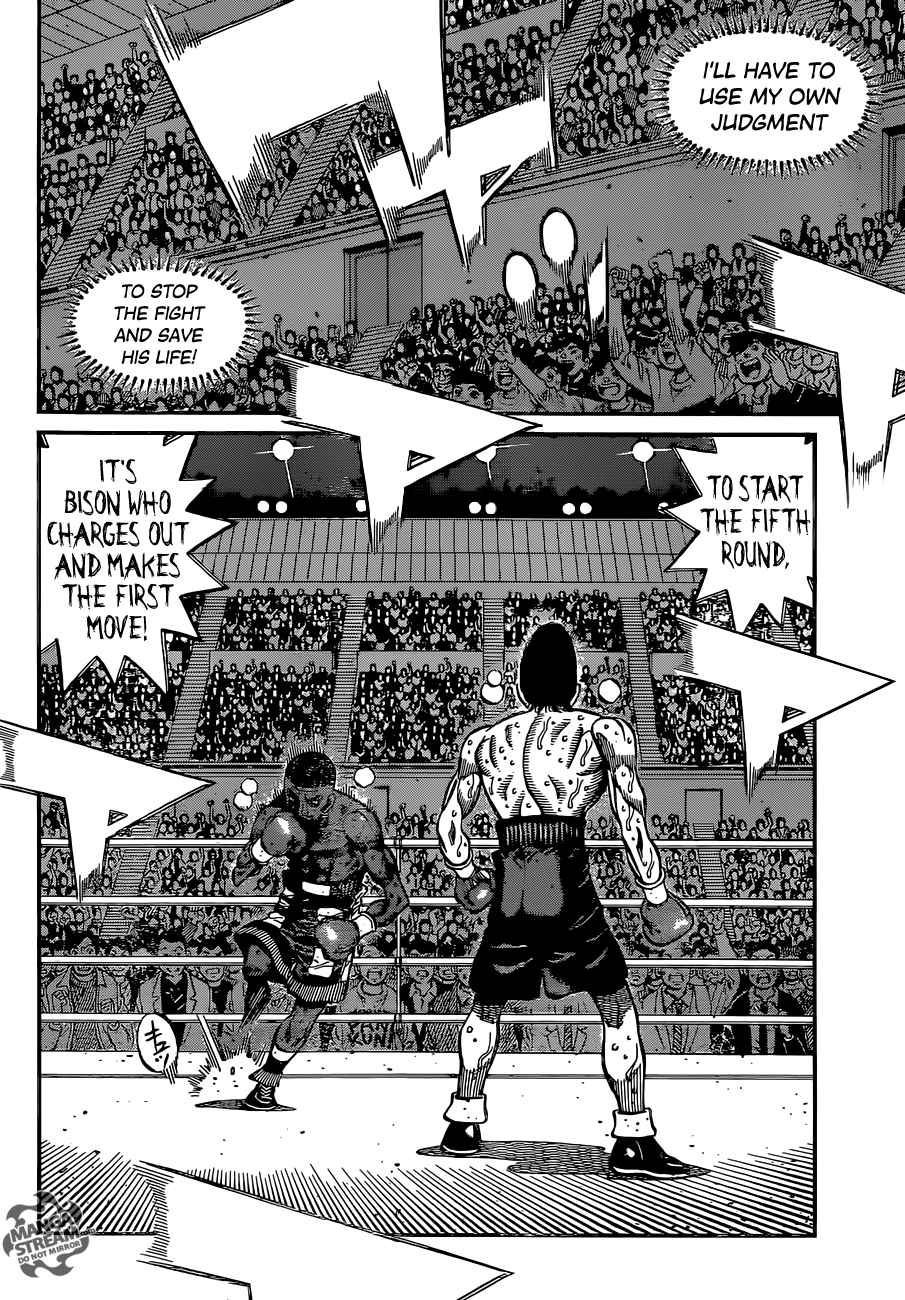 I'LL HAVE TO
USE MY OWN
JUDGMENT
TO STOP
THE FIGHT
AND SAVE
HIS LIFE!
TO START
THE FIFTH
ROUND,
IT'S
BISON WHO
CHARGES OUT
AND MAKES
THE FIRST
MOVE!
MANGA
STREAM.com
DO NOT MIRROR